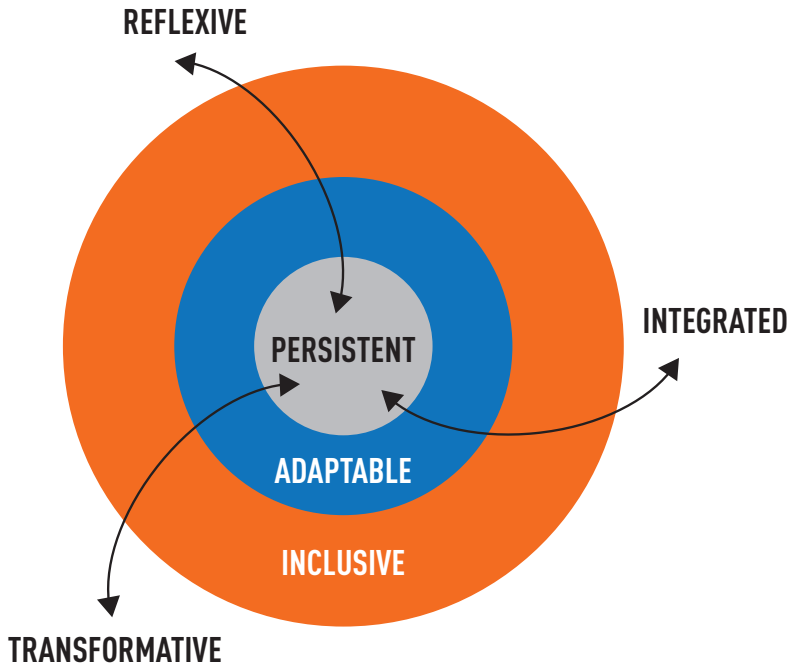 REFLEXIVE
INTEGRATED
PERSISTENT
ADAPTABLE
INCLUSIVE
TRANSFORMATIVE